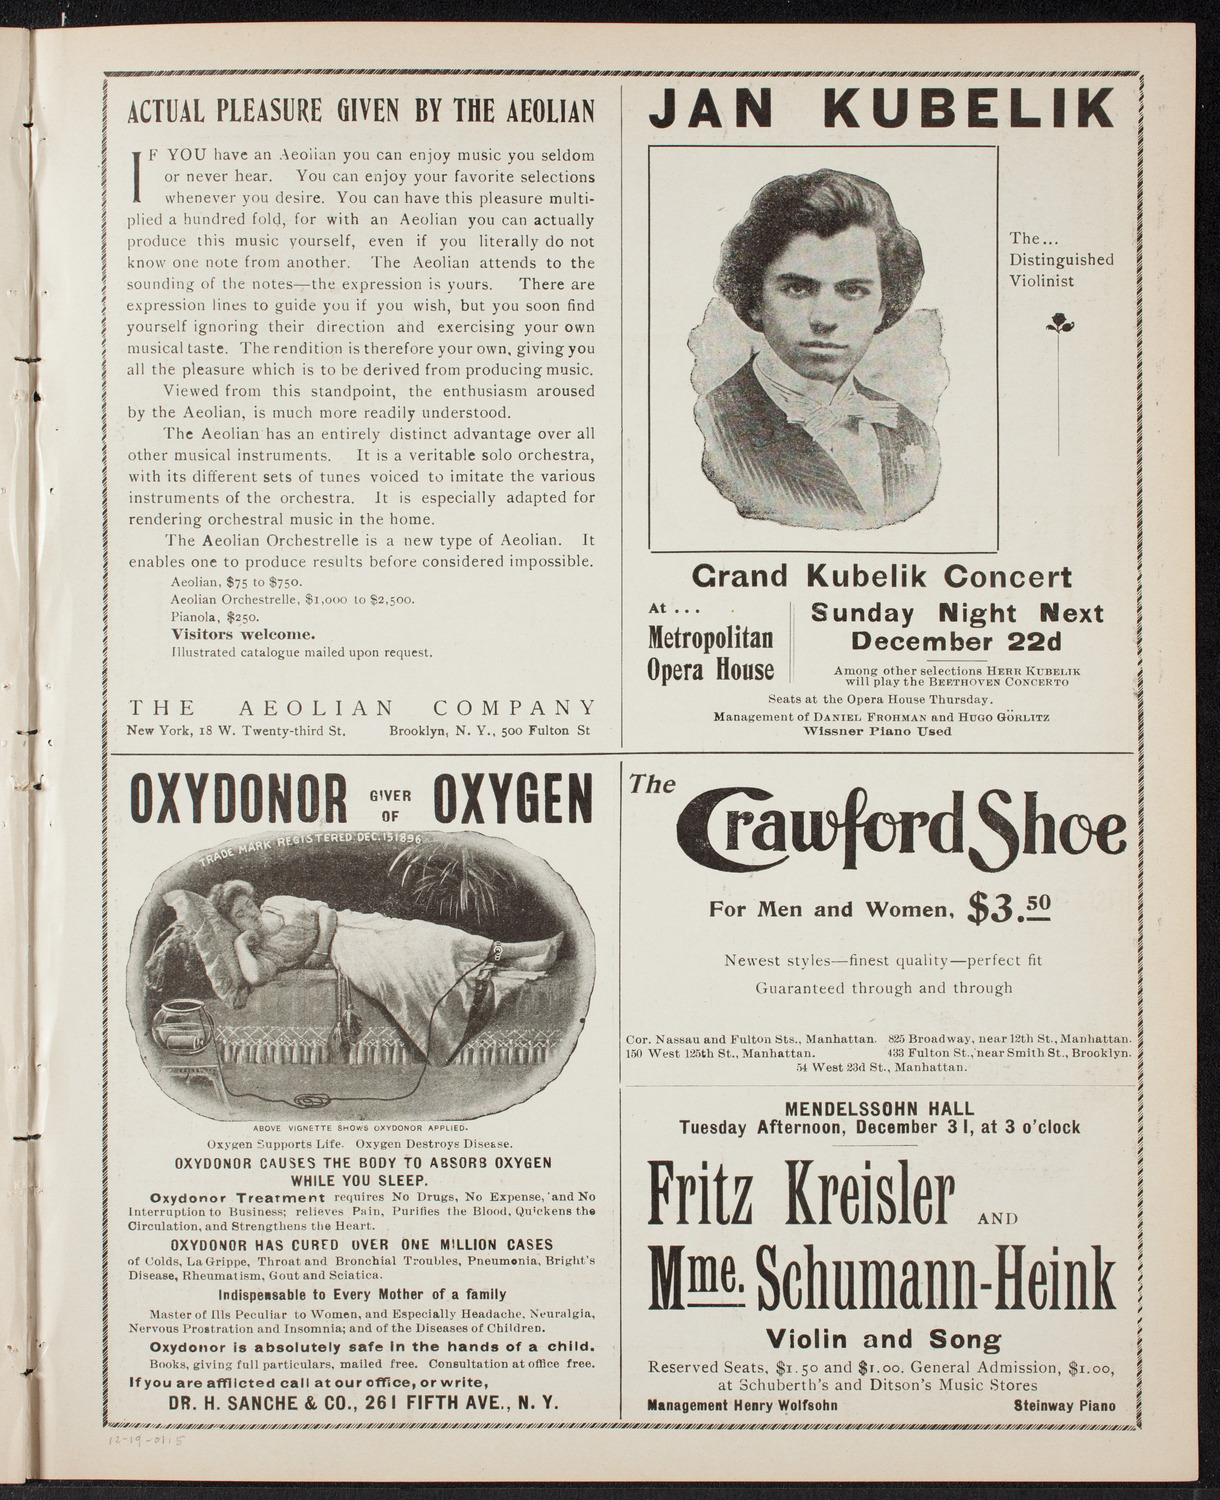 ACTUAL PLEASURE GIVEN BY THE AEOLIAN
IF YOU have an Aeolian you can enjoy music you seldom
or never hear. You can enjoy your favorite selections
whenever you desire. You can have this pleasure multi-
plied a hundred fold, for with an Aeolian you can actually
produce this music yourself, even if you literally do not
know one note from another. The Aeolian attends to the
sounding of the notes—the expression is yours. There are
expression lines to guide you if you wish, but you soon find
yourself ignoring their direction and exercising your own
musical taste. The rendition is therefore your own, giving you
all the pleasure which is to be derived from producing music.
Viewed from this standpoint, the enthusiasm aroused
by the Aeolian, is much more readily understood.
The Aeolian has an entirely distinct advantage over all
other musical instruments. It is a veritable solo orchestra,
with its different sets of tunes voiced to imitate the various
instruments of the orchestra. It is especially adapted for
rendering orchestral music in the home.
The Aeolian Orchestrelle is a new type of Aeolian. It
enables one to produce results before considered impossible.
Aeolian, $75 to $750.
Aeolian Orchestrelle, $1,000 to $2,500.
Pianola, $250.
Visitors welcome.
Illustrated catalogue mailed upon request.
THE AEOLIAN COMPANY
New York, 18 W. Twenty-third St. Brooklyn, N. Y., 500 Fulton St
JAN KUBELIK
The...
Distinguished
Violinist
Grand Kubelik Concert
At ...
Metropolitan
Opera House
Sunday Night Next
December 22d
Among other selections HERR KUBELIK
will play the BEETHOVEN CONCERTO
Seats at the Opera House Thursday.
Management of DANIEL FROHMAN and HUGO GÖRLITZ
Wissner Piano Used
OXYDONOR GIVER OF OXYGEN
TRADE MARK REGISTERED DEC. 15 1896
ABOVE VIGNETTE SHOWS OXYDONOR APPLIED.
Oxygen Supports Life. Oxygen Destroys Disease.
OXYDONOR CAUSES THE BODY TO ABSORB OXYGEN
WHILE YOU SLEEP.
Oxydonor Treatment requires No Drugs, No Expense, and No
Interruption to Business; relieves Pain, Purifies the Blood, Quickens the
Circulation, and Strengthens the Heart.
OXYDONOR HAS CURED OVER ONE MILLION CASES
of Colds, La Grippe, Throat and Bronchial Troubles, Pneumonia, Bright's
Disease, Rheumatism, Gout and Sciatica.
Indispensable to Every Mother of a family
Master of Ills Peculiar to Women, and Especially Headache, Neuralgia,
Nervous Prostration and Insomnia; and of the Diseases of Children.
Oxydonor is absolutely safe in the hands of a child.
Books, giving full particulars, mailed free. Consultation at office free.
If you are afflicted call at our office, or write,
DR. H. SANCHE & CO., 261 FIFTH AVE., N. Y.
The Crawford Shoe
For Men and Women, $3.50
Newest styles—finest quality—perfect fit
Guaranteed through and through
Cor. Nassau and Fulton Sts., Manhattan. 825 Broadway, near 12th St., Manhattan.
150 West 125th St., Manhattan. 433 Fulton St., near Smith St., Brooklyn.
54 West 23d St., Manhattan.
MENDELSSOHN HALL
Tuesday Afternoon, December 31, at 3 o'clock
Fritz Kreisler AND
Mme. Schumann-Heink
Violin and Song
Reserved Seats, $1.50 and $1.00. General Admission, $1.00,
at Schuberth's and Ditson's Music Stores
Management Henry Wolfsohn Steinway Piano
12-19-01:5